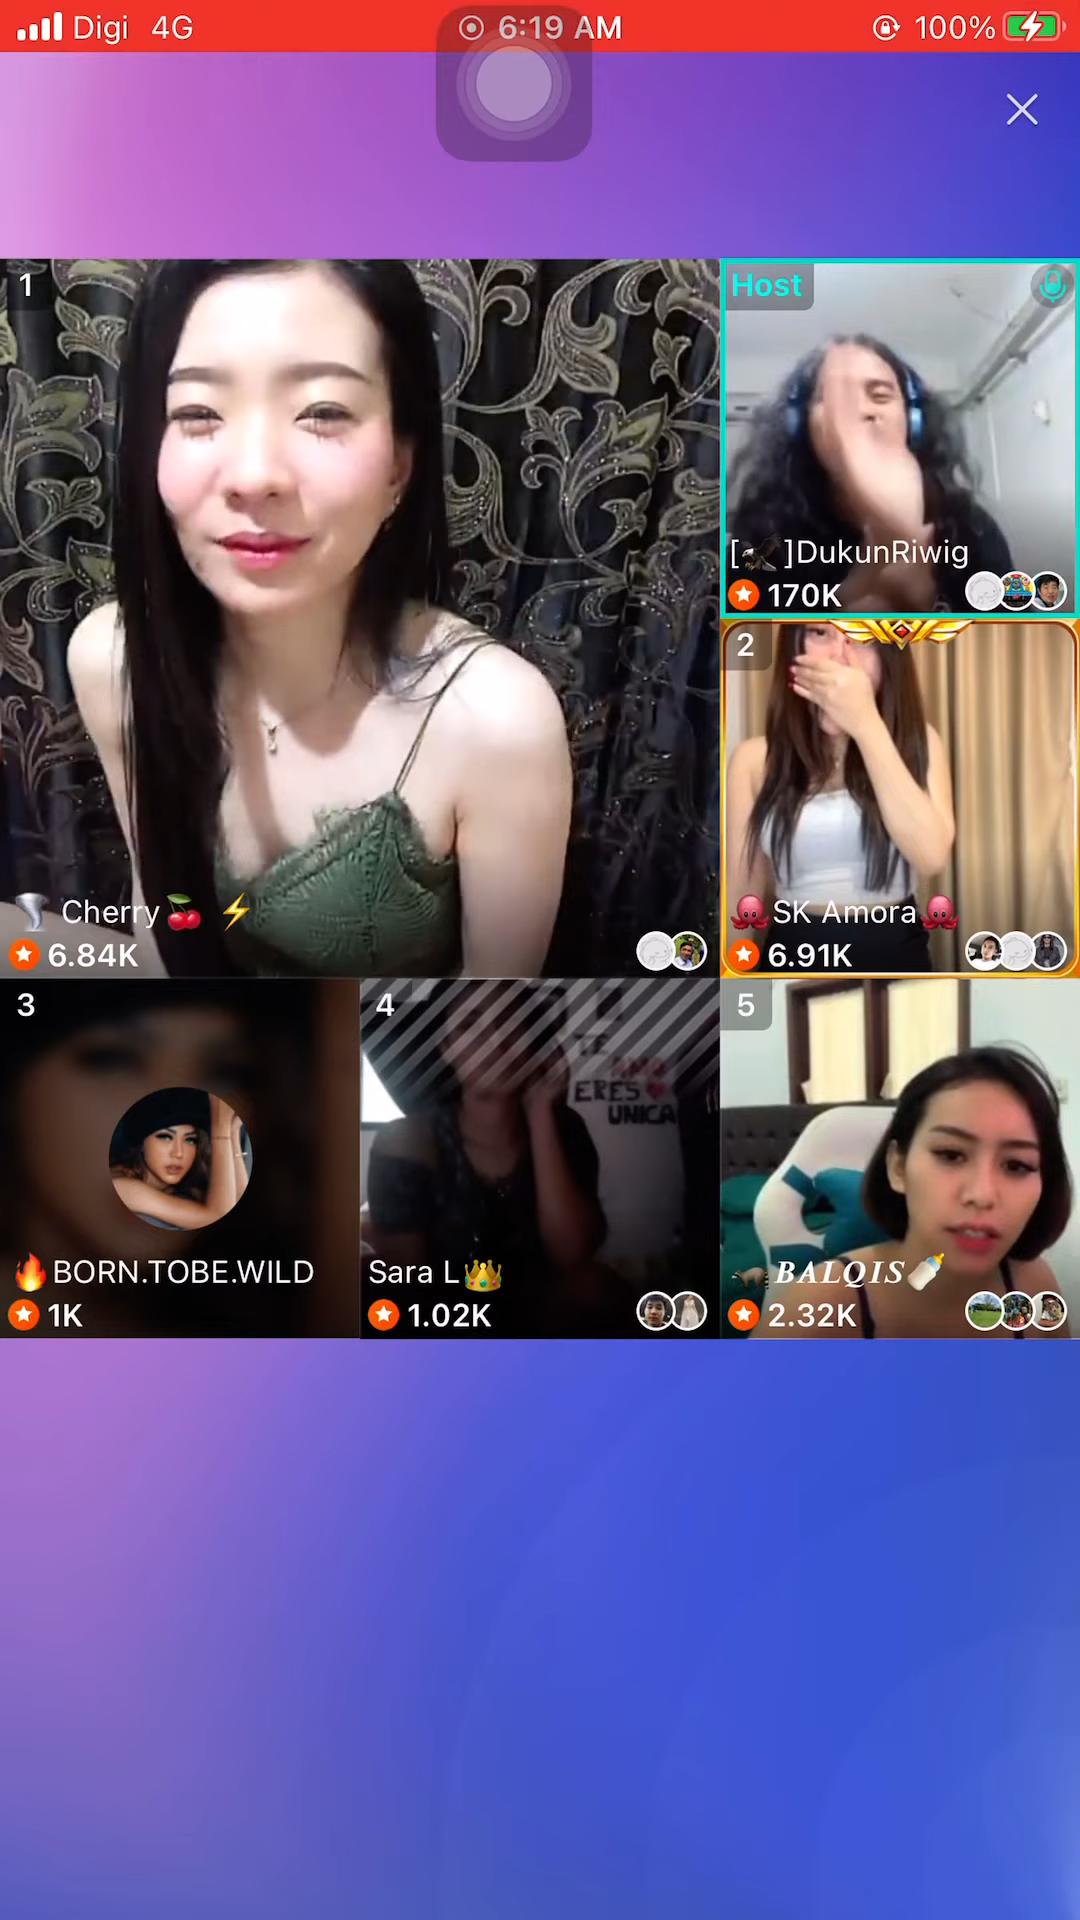 Digi 4G 6:19 AM 100%
1
Host
[🦅]DukunRiwig
170K
2
🌪️ Cherry🍒 ⚡
6.84K
🐙SK Amora🐙
6.91K
3
4
5
AMO
ERES
UNICA
🔥BORN.TOBE.WILD
1K
Sara L👑
1.02K
🦡𝑩𝑨𝑳𝑸𝑰𝑺🍼
2.32K